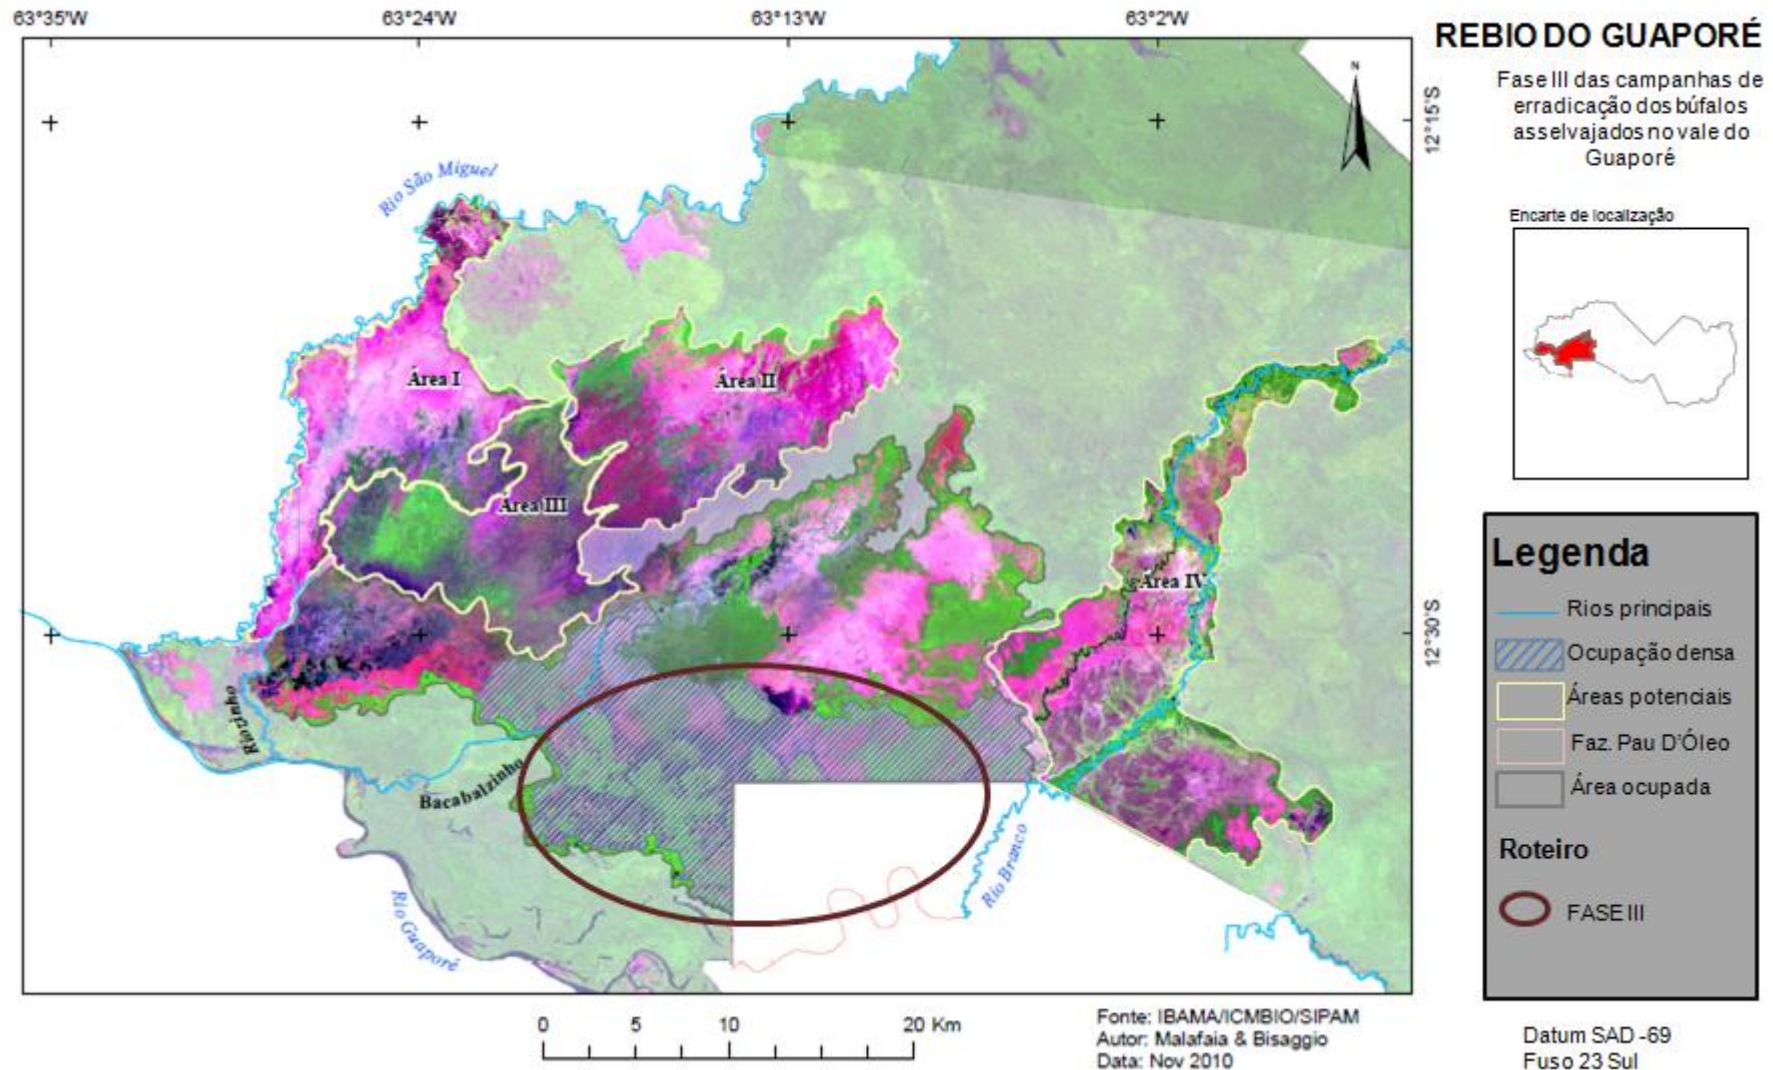 63°35'W
63°24'W
63°13'W
63°2'W
REBIO DO GUAPORÉ
Fase III das campanhas de
erradicação dos búfalos
asselvajados no vale do
Guaporé
N
12°15'S
Rio São Miguel
Encarte de localização
Área I
Área II
Área III
Área IV
12°30'S
Riozinho
Bacabalzinho
Rio Branco
Rio Guaporé
Legenda
Rios principais
Ocupação densa
Áreas potenciais
Faz. Pau D'Óleo
Área ocupada
Roteiro
FASE III
0 5 10 20 Km
Fonte: IBAMA/ICMBIO/SIPAM
Autor: Malafaia & Bisaggio
Data: Nov 2010
Datum SAD -69
Fuso 23 Sul